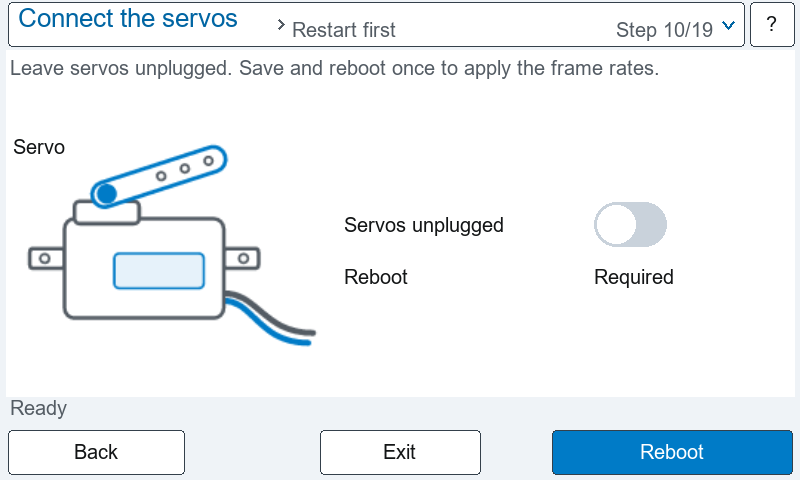 Connect the servos
› Restart first
Step 10/19
?
Leave servos unplugged. Save and reboot once to apply the frame rates.
Servo
Servos unplugged
Reboot Required
Ready
Back Exit Reboot